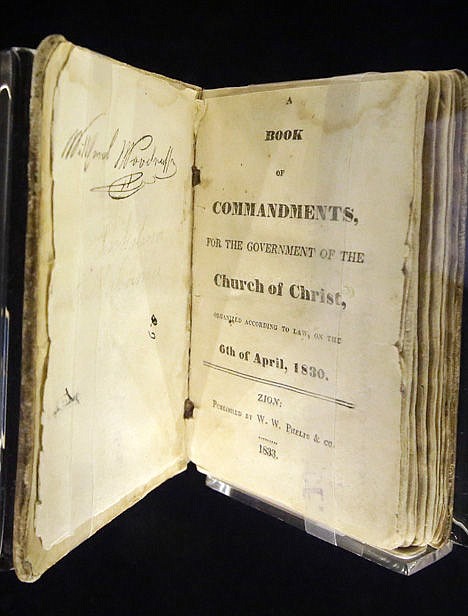 Wilford Woodruff
A
BOOK
OF
COMMANDMENTS,
FOR THE GOVERNMENT OF THE
Church of Christ,
ORGANIZED ACCORDING TO LAW, ON THE
6th of April, 1830.
ZION:
PUBLISHED BY W. W. PHELPS & CO.
1833.